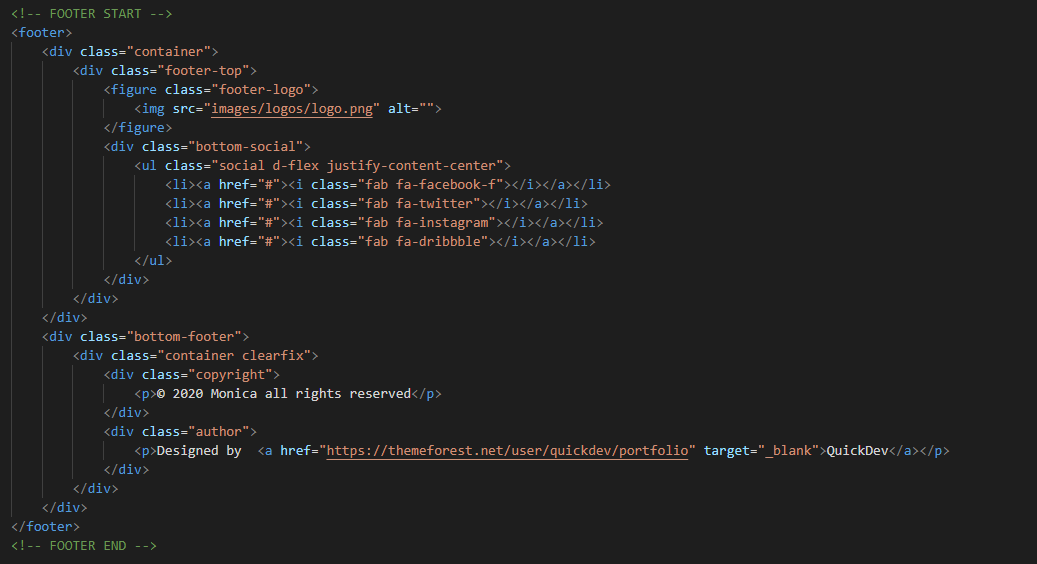 <!-- FOOTER START -->
<footer>
    <div class="container">
        <div class="footer-top">
            <figure class="footer-logo">
                <img src="images/logos/logo.png" alt="">
            </figure>
            <div class="bottom-social">
                <ul class="social d-flex justify-content-center">
                    <li><a href="#"><i class="fab fa-facebook-f"></i></a></li>
                    <li><a href="#"><i class="fab fa-twitter"></i></a></li>
                    <li><a href="#"><i class="fab fa-instagram"></i></a></li>
                    <li><a href="#"><i class="fab fa-dribbble"></i></a></li>
                </ul>
            </div>
        </div>
    </div>
    <div class="bottom-footer">
        <div class="container clearfix">
            <div class="copyright">
                <p>© 2020 Monica all rights reserved</p>
            </div>
            <div class="author">
                <p>Designed by  <a href="https://themeforest.net/user/quickdev/portfolio" target="_blank">QuickDev</a></p>
            </div>
        </div>
    </div>
</footer>
<!-- FOOTER END -->